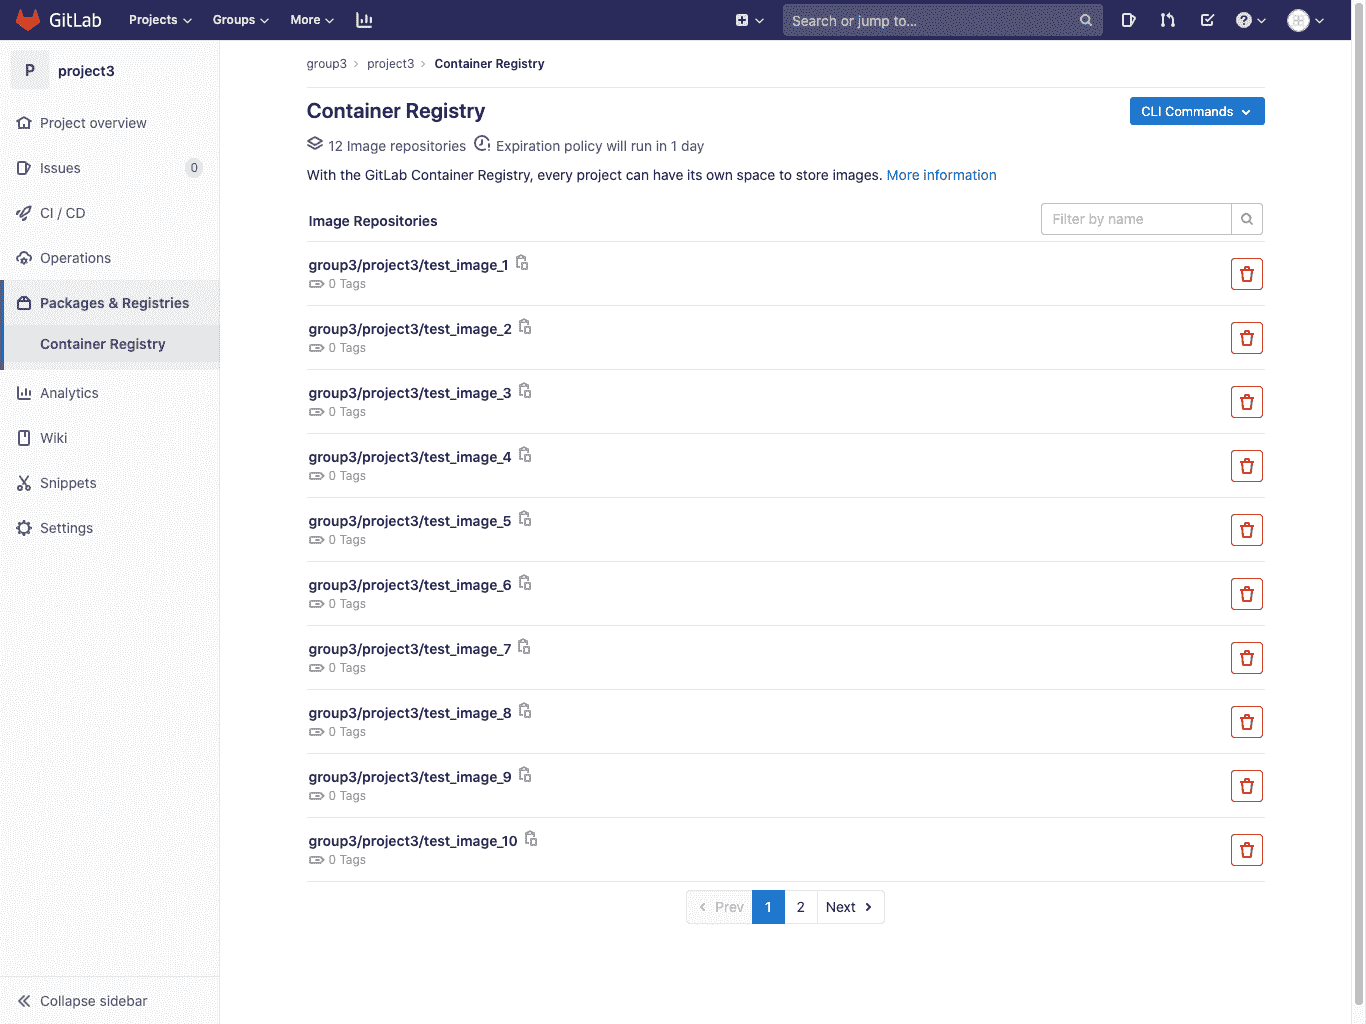 GitLab Projects Groups More Search or jump to...
P project3
Project overview
Issues 0
CI / CD
Operations
Packages & Registries
Container Registry
Analytics
Wiki
Snippets
Settings
Collapse sidebar
group3 project3 Container Registry
Container Registry CLI Commands
12 Image repositories Expiration policy will run in 1 day
With the GitLab Container Registry, every project can have its own space to store images. More information
Image Repositories Filter by name
group3/project3/test_image_1
0 Tags
group3/project3/test_image_2
0 Tags
group3/project3/test_image_3
0 Tags
group3/project3/test_image_4
0 Tags
group3/project3/test_image_5
0 Tags
group3/project3/test_image_6
0 Tags
group3/project3/test_image_7
0 Tags
group3/project3/test_image_8
0 Tags
group3/project3/test_image_9
0 Tags
group3/project3/test_image_10
0 Tags
Prev 1 2 Next